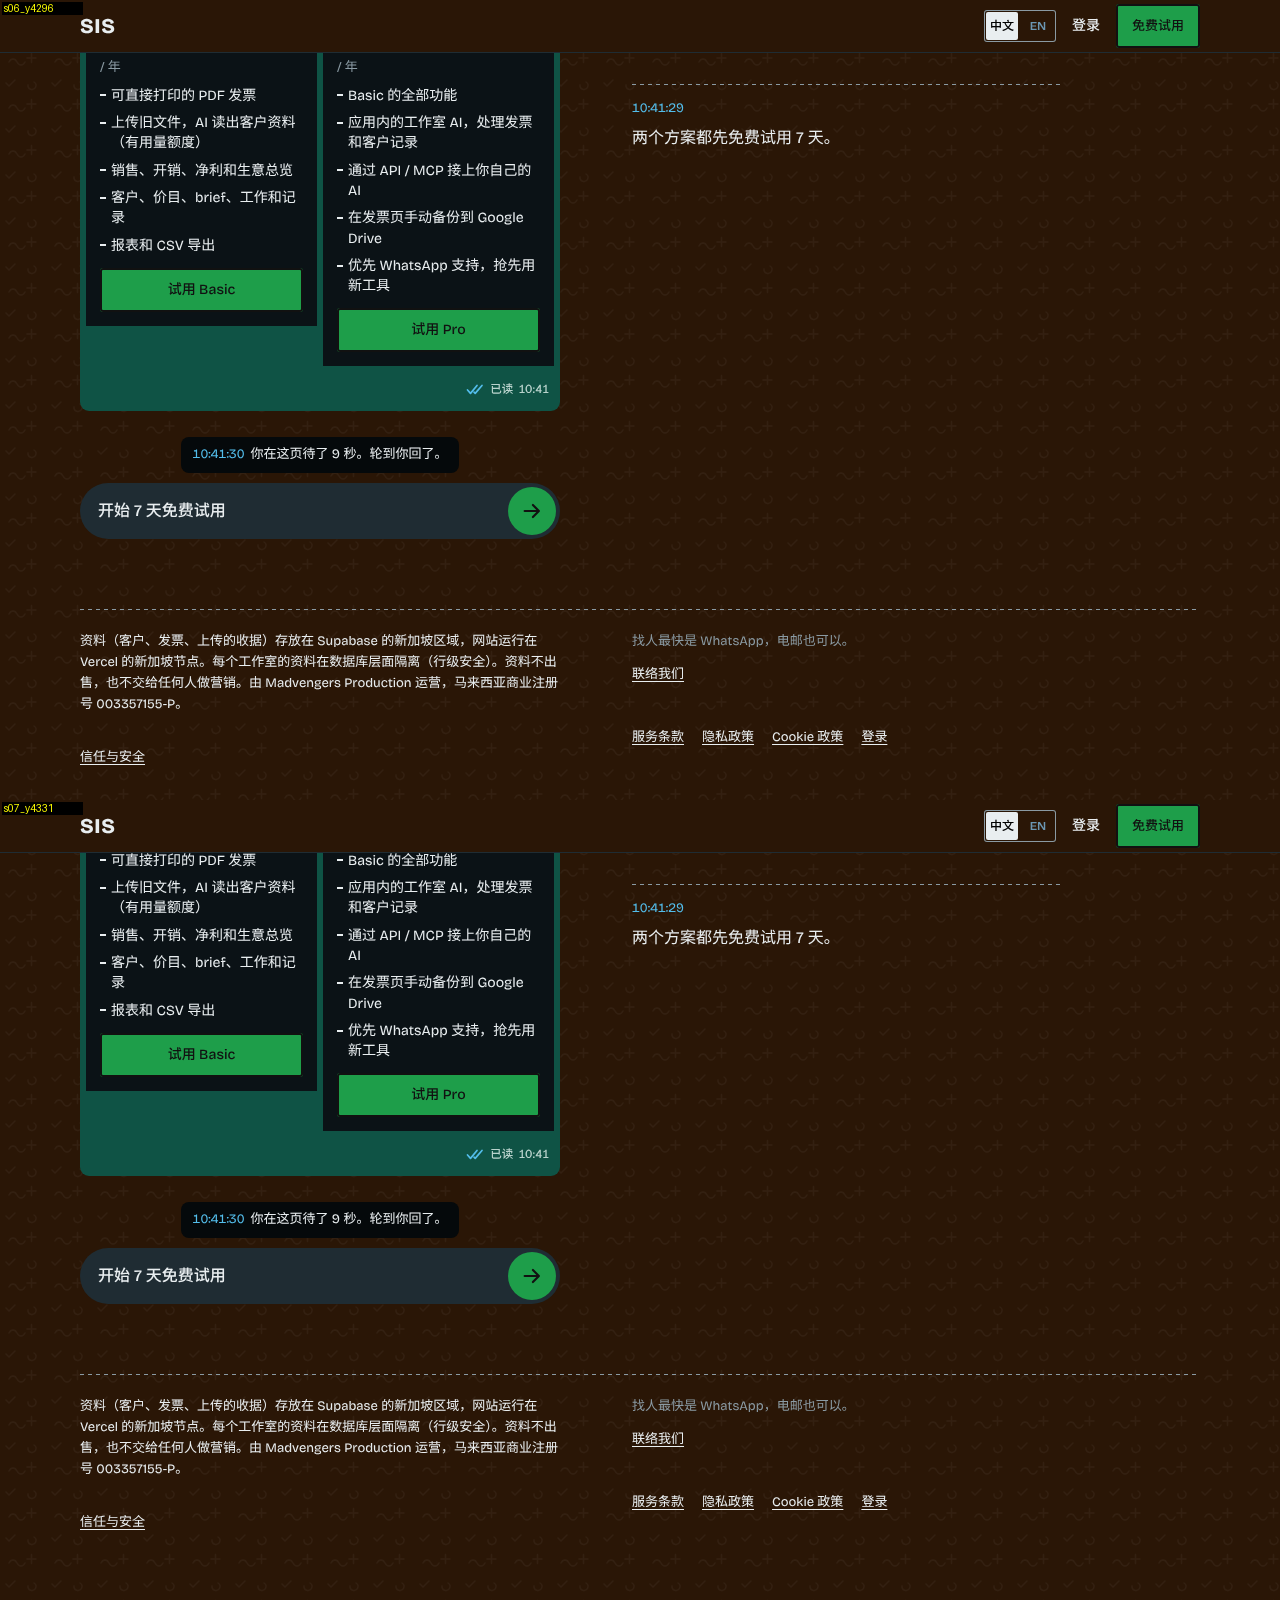 s06_y4296
SIS
中文 EN 登录 免费试用
/ 年
可直接打印的 PDF 发票
上传旧文件，AI 读出客户资料
（有用量额度）
销售、开销、净利和生意总览
客户、价目、brief、工作和记
录
报表和 CSV 导出
试用 Basic
/ 年
Basic 的全部功能
应用内的工作室 AI，处理发票
和客户记录
通过 API / MCP 接上你自己的
AI
在发票页手动备份到 Google
Drive
优先 WhatsApp 支持，抢先用
新工具
试用 Pro
已读 10:41
10:41:29
两个方案都先免费试用 7 天。
10:41:30 你在这页待了 9 秒。轮到你回了。
开始 7 天免费试用
资料（客户、发票、上传的收据）存放在 Supabase 的新加坡区域，网站运行在
Vercel 的新加坡节点。每个工作室的资料在数据库层面隔离（行级安全）。资料不出
售，也不交给任何人做营销。由 Madvengers Production 运营，马来西亚商业注册
号 003357155-P。
信任与安全
找人最快是 WhatsApp，电邮也可以。
联络我们
服务条款 隐私政策 Cookie 政策 登录
s07_y4331
SIS
中文 EN 登录 免费试用
可直接打印的 PDF 发票
上传旧文件，AI 读出客户资料
（有用量额度）
销售、开销、净利和生意总览
客户、价目、brief、工作和记
录
报表和 CSV 导出
试用 Basic
Basic 的全部功能
应用内的工作室 AI，处理发票
和客户记录
通过 API / MCP 接上你自己的
AI
在发票页手动备份到 Google
Drive
优先 WhatsApp 支持，抢先用
新工具
试用 Pro
已读 10:41
10:41:29
两个方案都先免费试用 7 天。
10:41:30 你在这页待了 9 秒。轮到你回了。
开始 7 天免费试用
资料（客户、发票、上传的收据）存放在 Supabase 的新加坡区域，网站运行在
Vercel 的新加坡节点。每个工作室的资料在数据库层面隔离（行级安全）。资料不出
售，也不交给任何人做营销。由 Madvengers Production 运营，马来西亚商业注册
号 003357155-P。
信任与安全
找人最快是 WhatsApp，电邮也可以。
联络我们
服务条款 隐私政策 Cookie 政策 登录